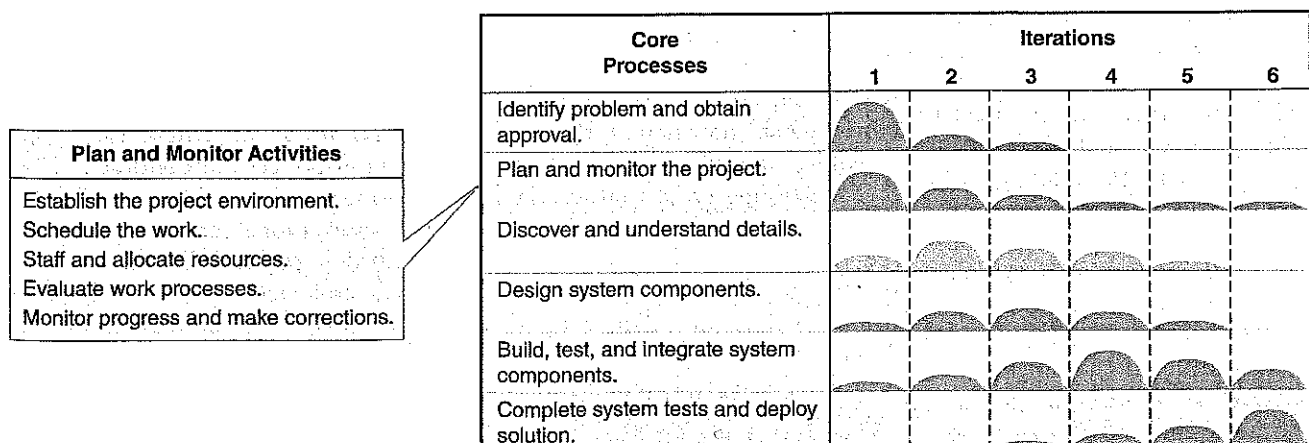 Plan and Monitor Activities
Establish the project environment.
Schedule the work.
Staff and allocate resources.
Evaluate work processes.
Monitor progress and make corrections.
Core
Processes
Iterations
1 2 3 4 5 6
Identify problem and obtain
approval.
Plan and monitor the project.
Discover and understand details.
Design system components.
Build, test, and integrate system
components.
Complete system tests and deploy
solution.